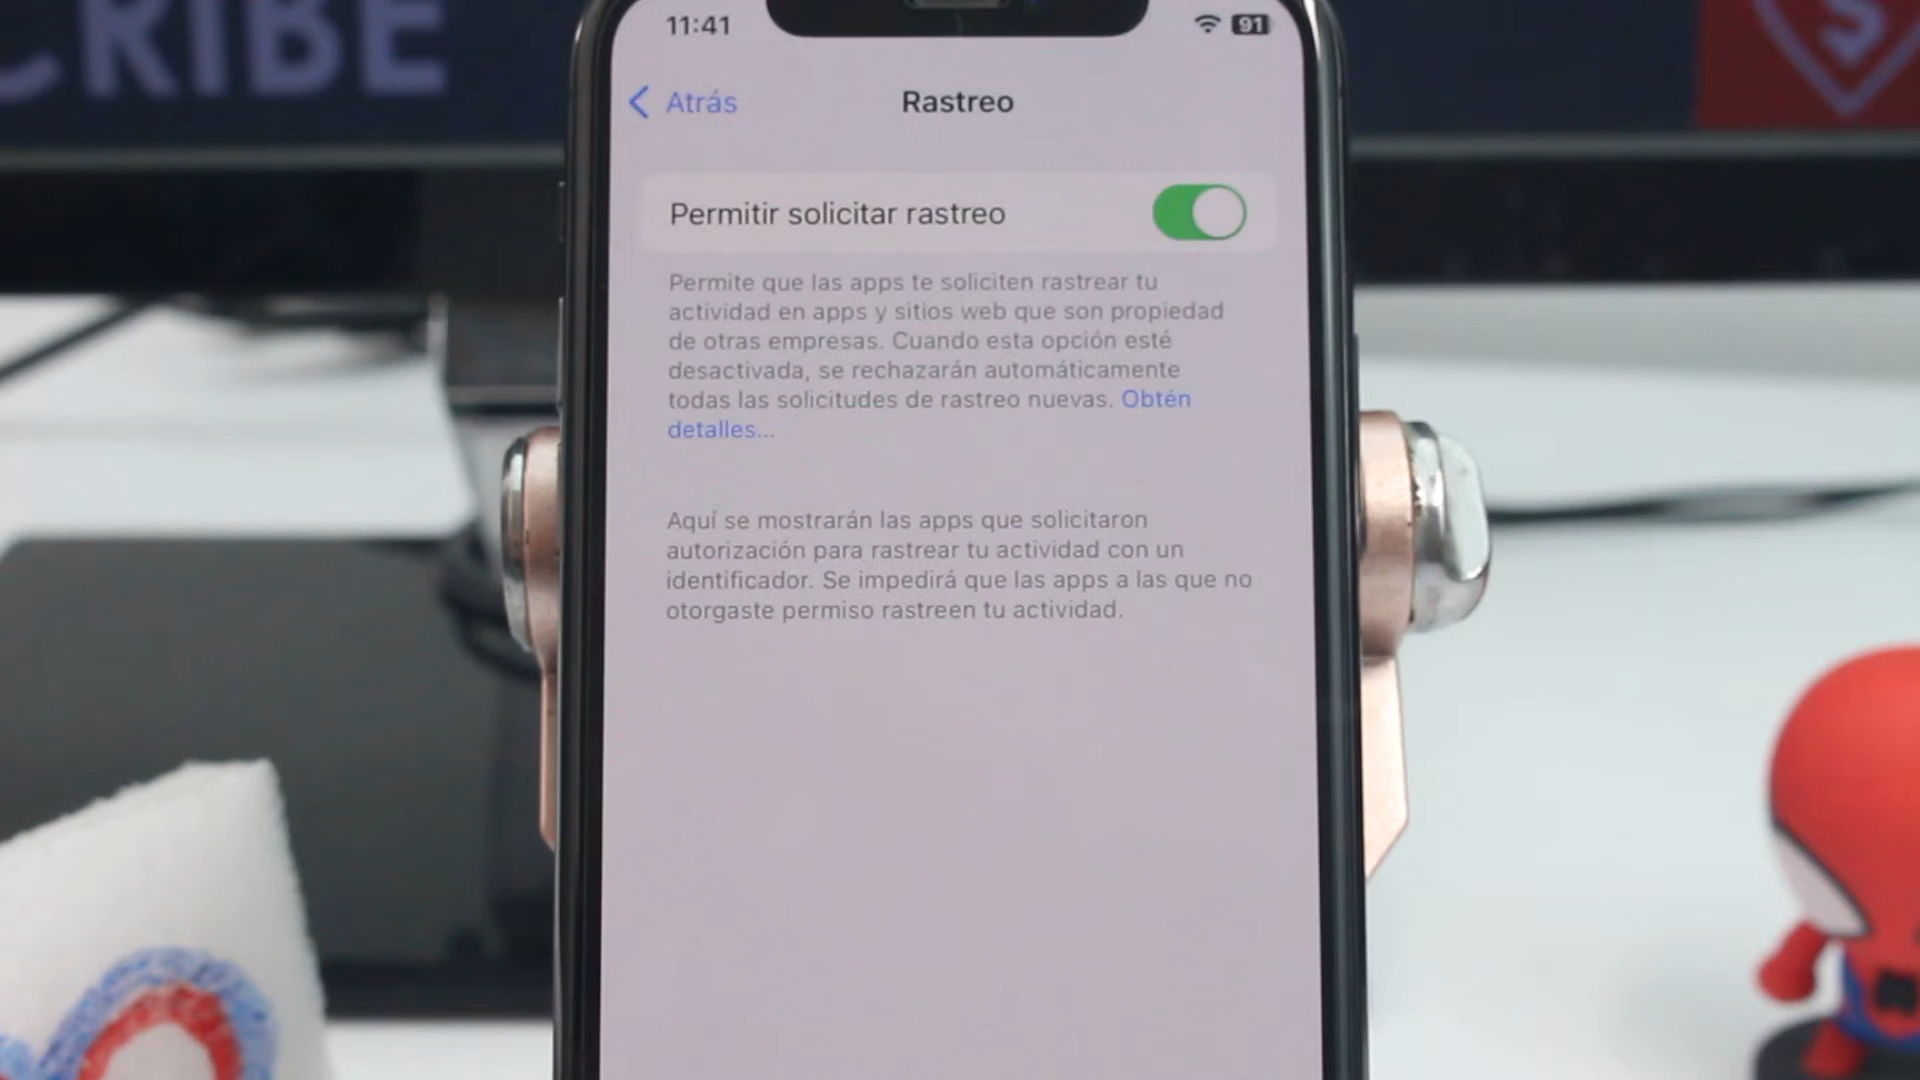 CRIBE
11:41
91
Atrás
Rastreo
Permitir solicitar rastreo
Permite que las apps te soliciten rastrear tu
actividad en apps y sitios web que son propiedad
de otras empresas. Cuando esta opción esté
desactivada, se rechazarán automáticamente
todas las solicitudes de rastreo nuevas. Obtén
detalles...
Aquí se mostrarán las apps que solicitaron
autorización para rastrear tu actividad con un
identificador. Se impedirá que las apps a las que no
otorgaste permiso rastreen tu actividad.